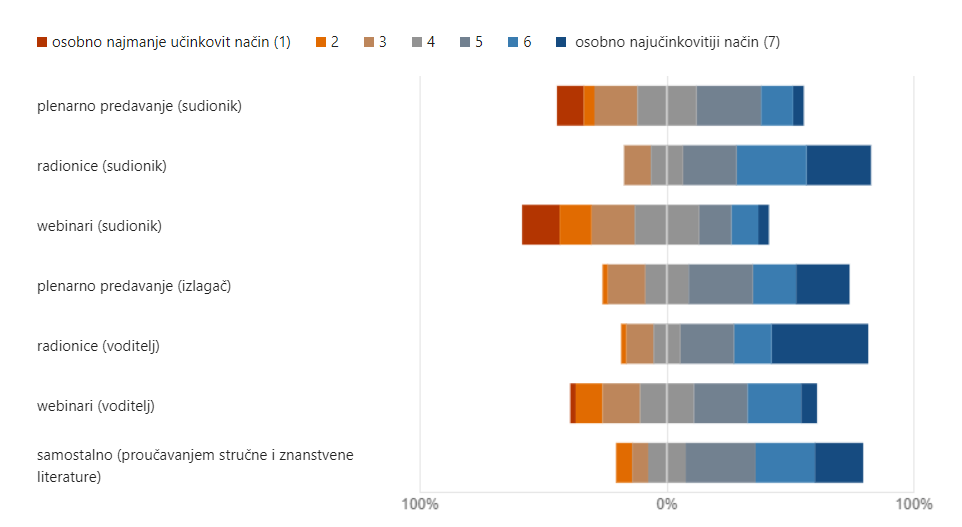 osobno najmanje učinkovit način (1) 2 3 4 5 6 osobno najučinkovitiji način (7)
plenarno predavanje (sudionik)
radionice (sudionik)
webinari (sudionik)
plenarno predavanje (izlagač)
radionice (voditelj)
webinari (voditelj)
samostalno (proučavanjem stručne i znanstvene
literature)
100% 0% 100%